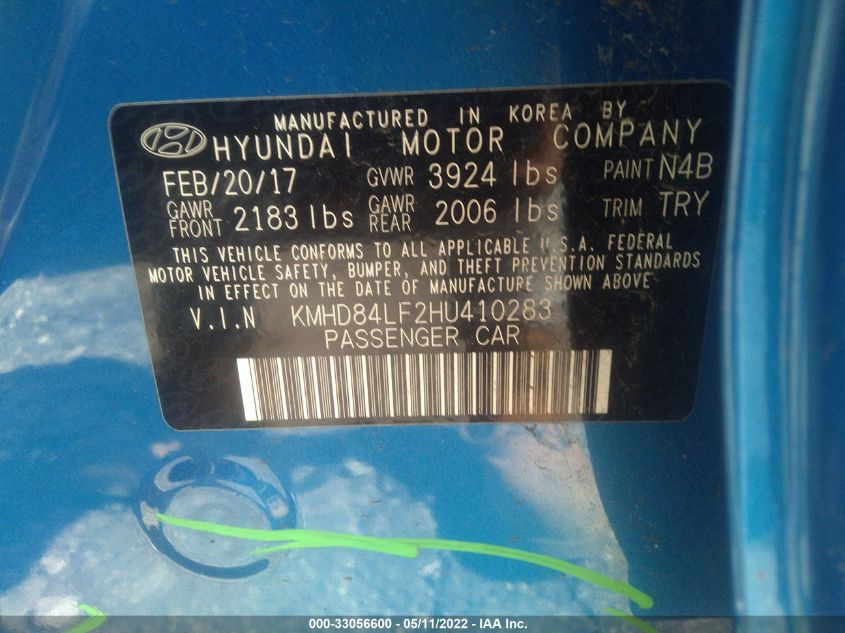 MANUFACTURED IN KOREA BY
HYUNDAI MOTOR COMPANY
FEB/20/17 GVWR 3924 lbs PAINT N4B
GAWR FRONT 2183 lbs GAWR REAR 2006 lbs TRIM TRY
THIS VEHICLE CONFORMS TO ALL APPLICABLE U.S.A. FEDERAL
MOTOR VEHICLE SAFETY, BUMPER, AND THEFT PREVENTION STANDARDS
IN EFFECT ON THE DATE OF MANUFACTURE SHOWN ABOVE
V.I.N KMHD84LF2HU410283
PASSENGER CAR
000-33056600 - 05/11/2022 - IAA Inc.